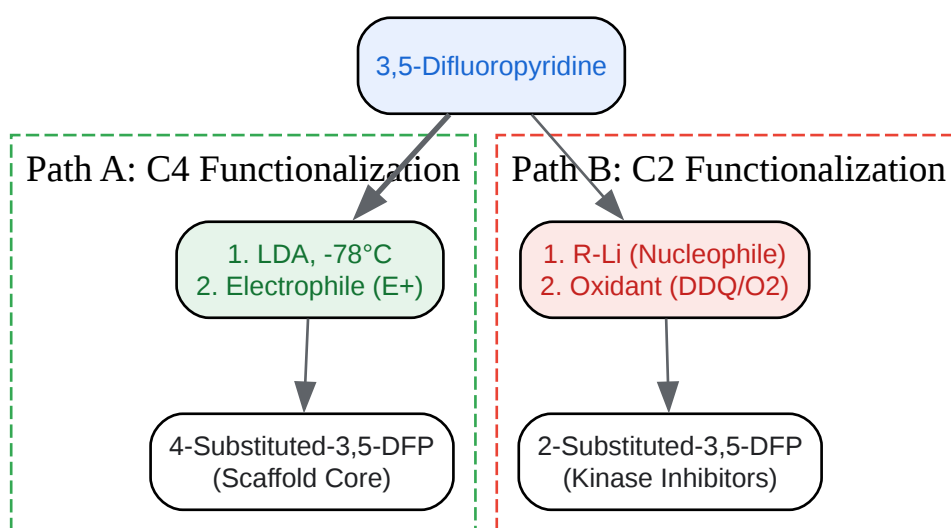 3,5-Difluoropyridine
Path A: C4 Functionalization
Path B: C2 Functionalization
1. LDA, -78°C
2. Electrophile (E+)
1. R-Li (Nucleophile)
2. Oxidant (DDQ/O2)
4-Substituted-3,5-DFP
(Scaffold Core)
2-Substituted-3,5-DFP
(Kinase Inhibitors)